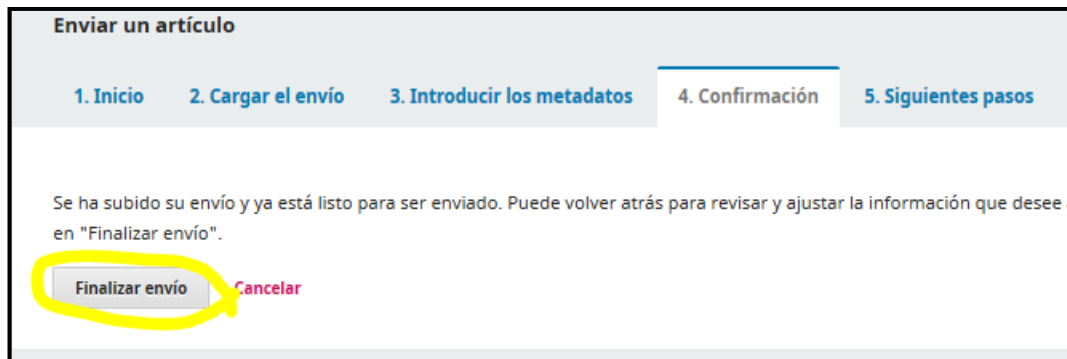 Enviar un artículo
1. Inicio 2. Cargar el envío 3. Introducir los metadatos 4. Confirmación 5. Siguientes pasos
Se ha subido su envío y ya está listo para ser enviado. Puede volver atrás para revisar y ajustar la información que desee
en "Finalizar envío".
Finalizar envío Cancelar